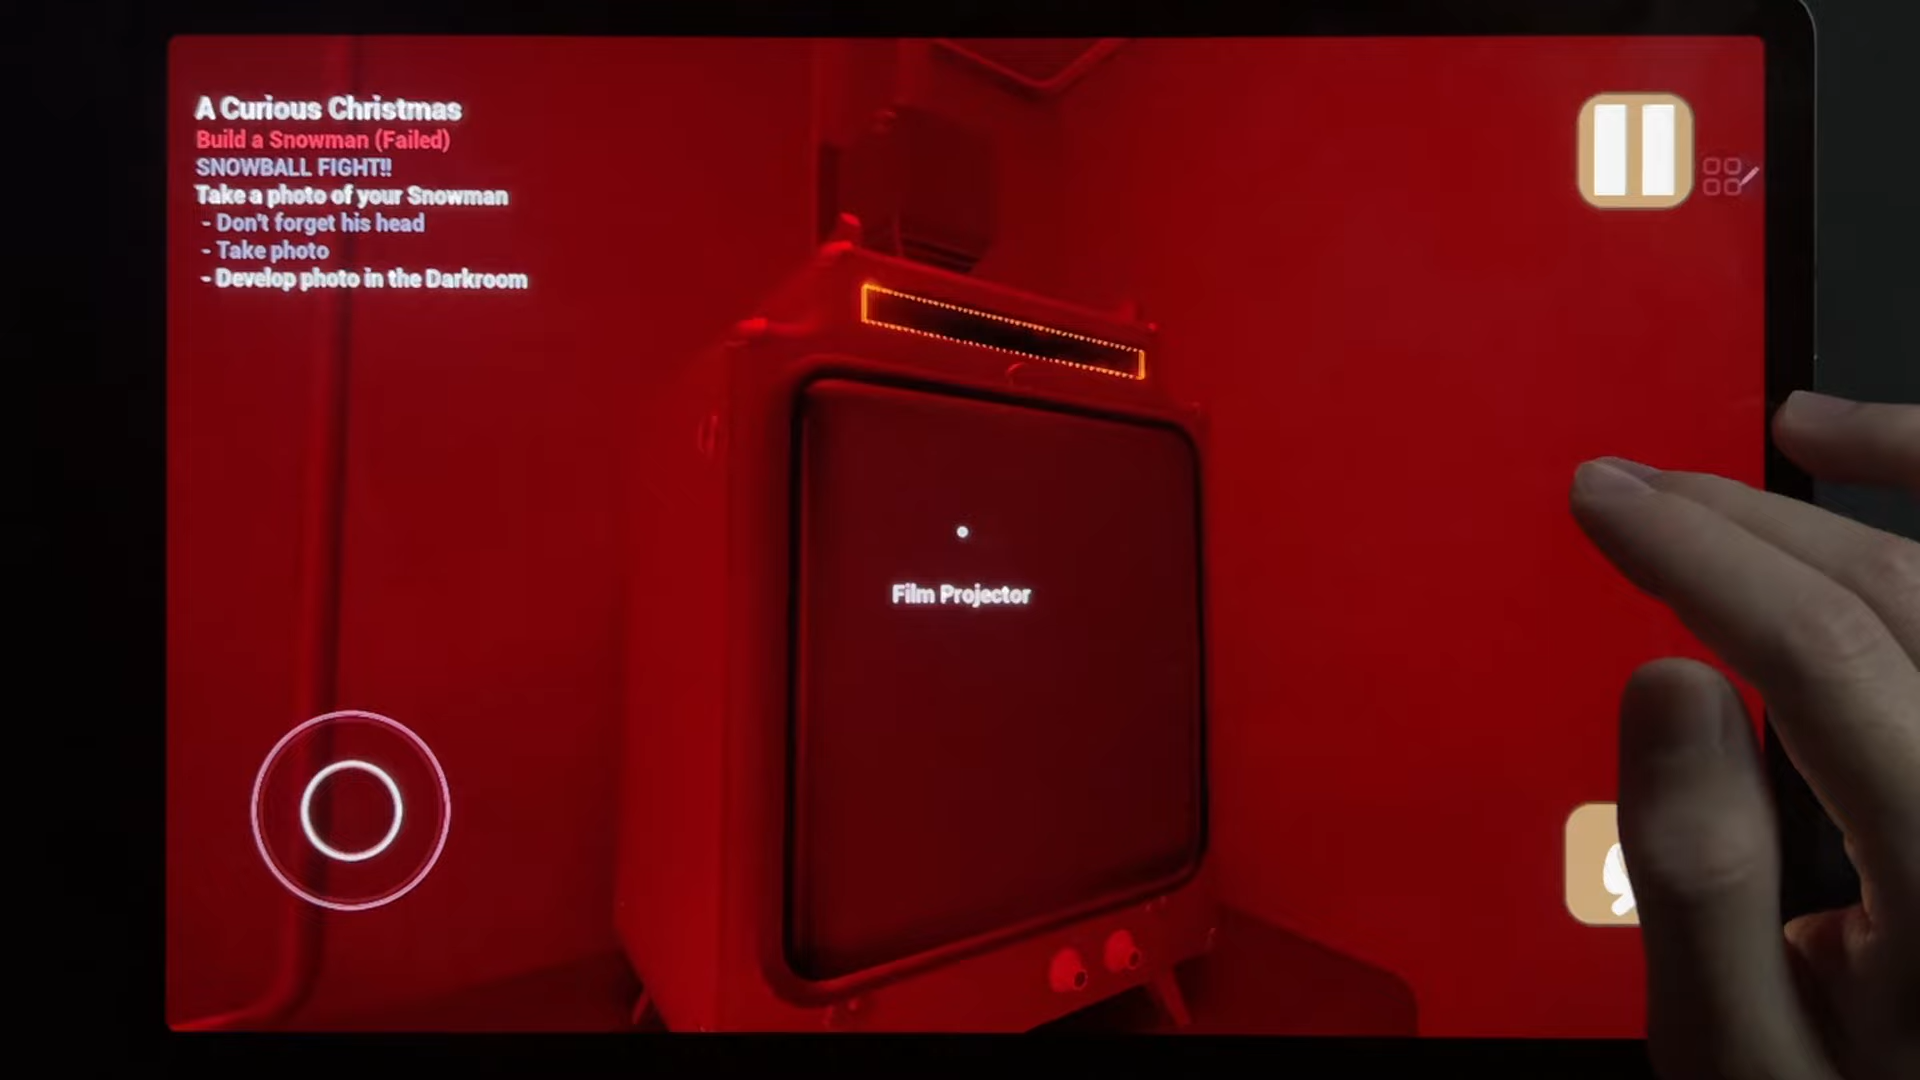 A Curious Christmas
Build a Snowman (Failed)
SNOWBALL FIGHT!!
Take a photo of your Snowman
- Don't forget his head
- Take photo
- Develop photo in the Darkroom
Film Projector